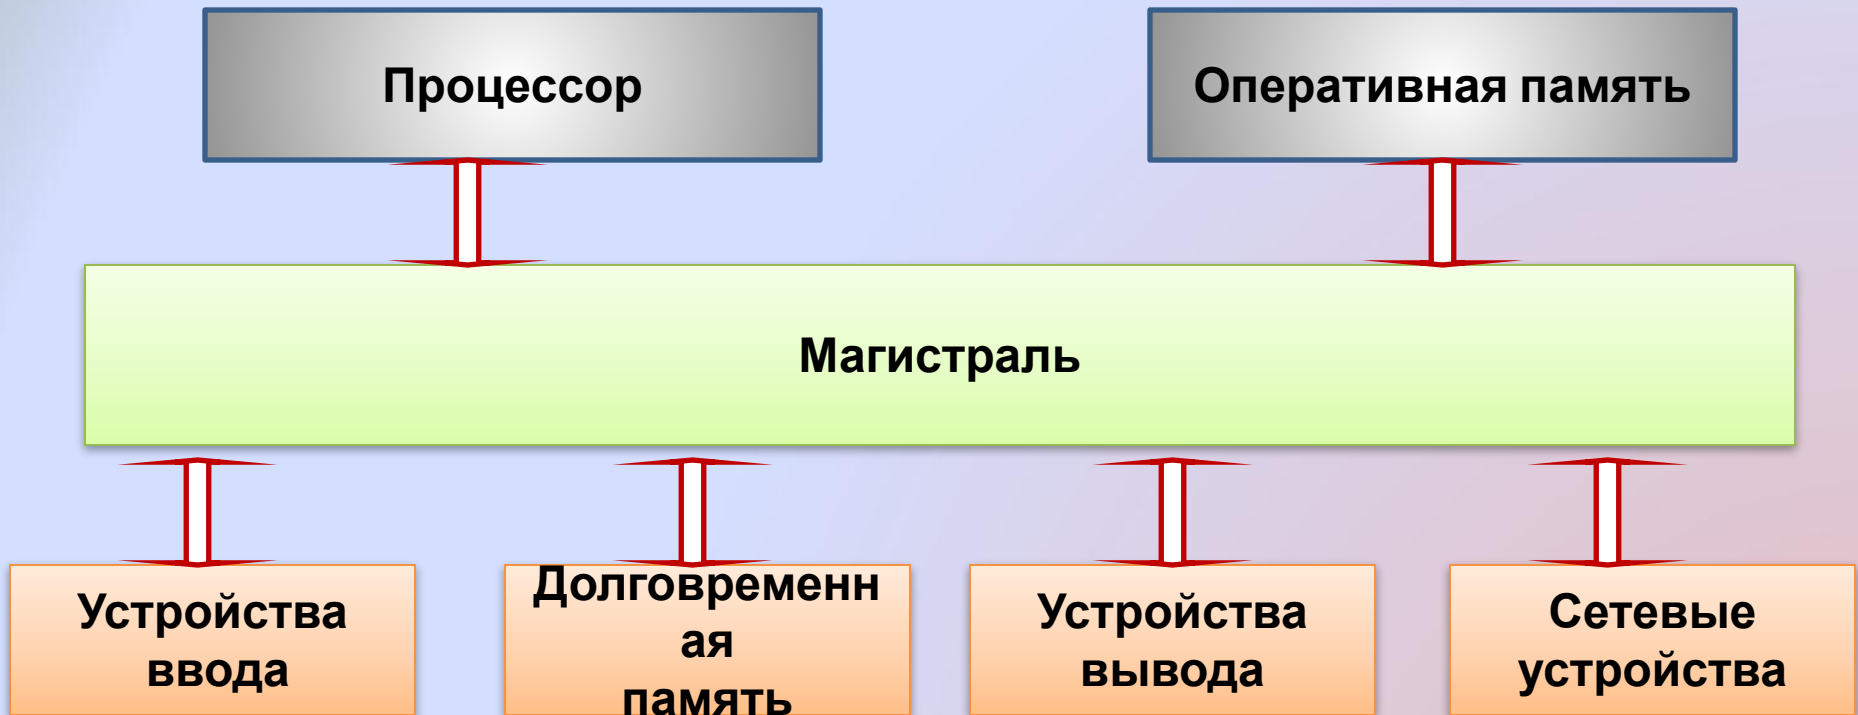 Процессор
Оперативная память
Магистраль
Устройства
ввода
Долговременн
ая
память
Устройства
вывода
Сетевые
устройства